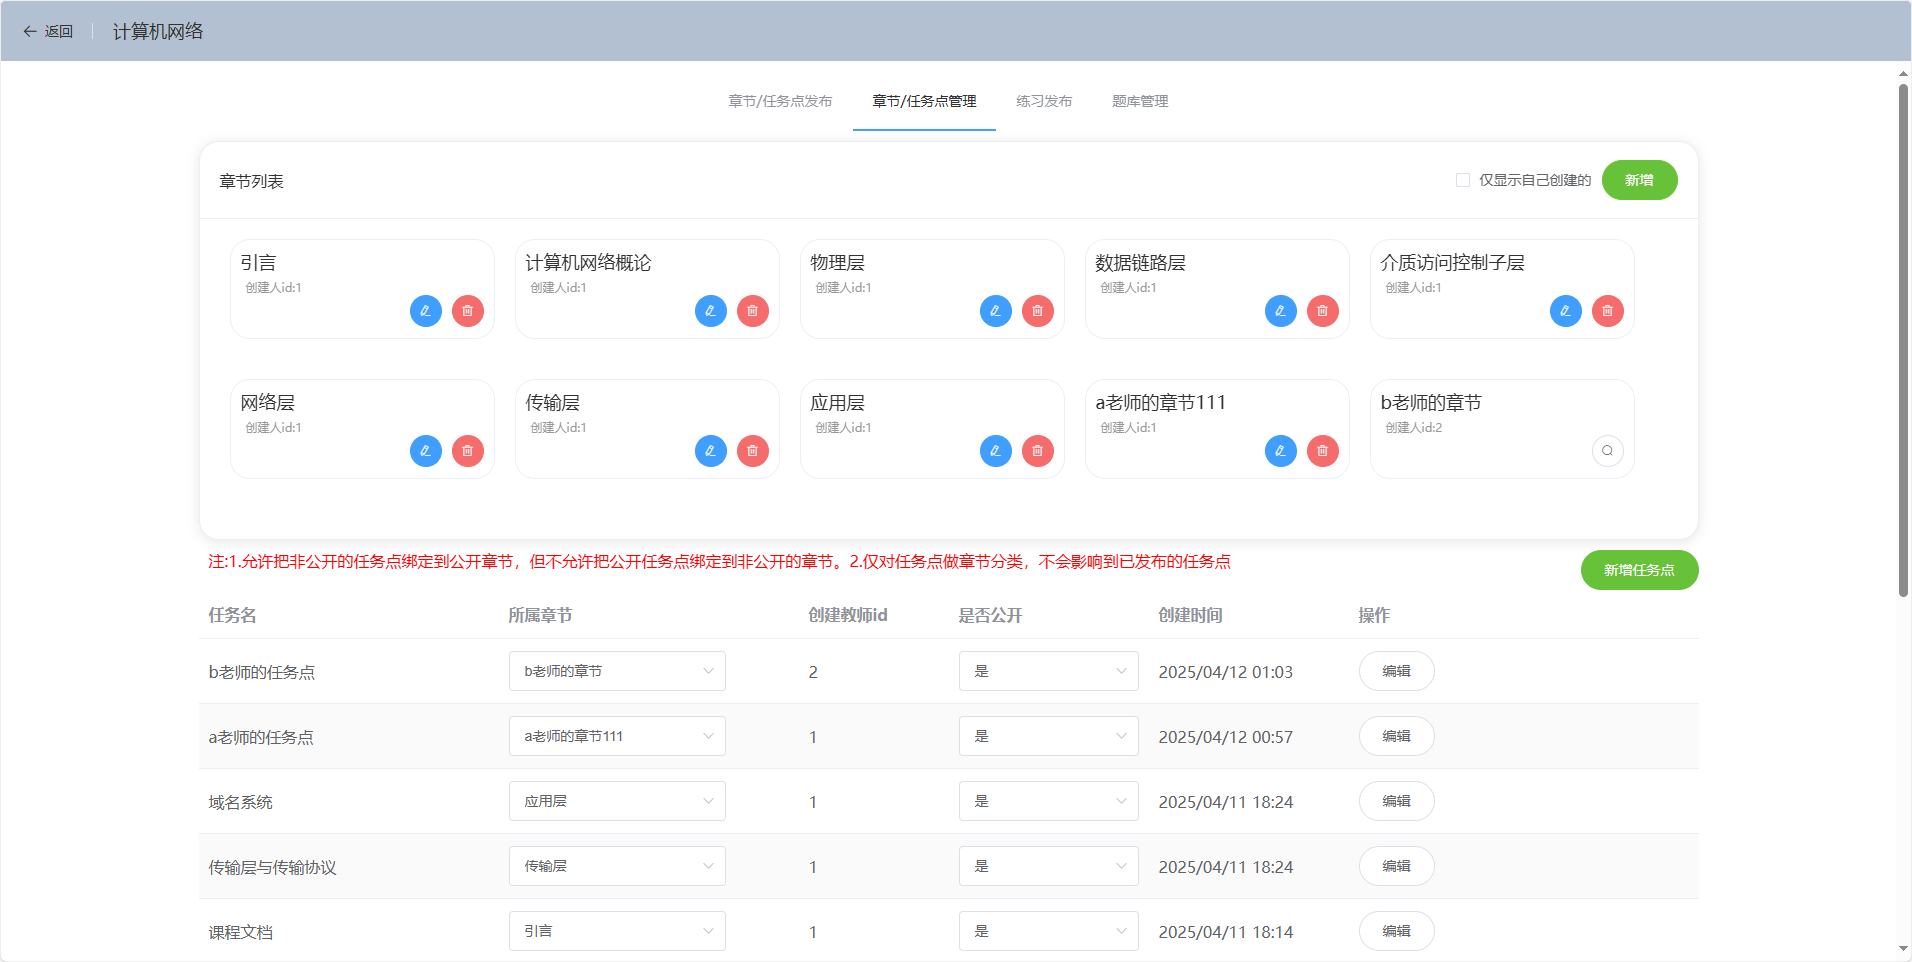 返回
计算机网络
章节/任务点发布 章节/任务点管理 练习发布 题库管理
章节列表 仅显示自己创建的 新增
引言 计算机网络概论 物理层 数据链路层 介质访问控制子层
创建人id:1 创建人id:1 创建人id:1 创建人id:1 创建人id:1
网络层 传输层 应用层 a老师的章节111 b老师的章节
创建人id:1 创建人id:1 创建人id:1 创建人id:1 创建人id:2
注:1.允许把非公开的任务点绑定到公开章节，但不允许把公开任务点绑定到非公开的章节。2.仅对任务点做章节分类，不会影响到已发布的任务点
新增任务点
任务名 所属章节 创建教师id 是否公开 创建时间 操作
b老师的任务点 b老师的章节 2 是 2025/04/12 01:03 编辑
a老师的任务点 a老师的章节111 1 是 2025/04/12 00:57 编辑
域名系统 应用层 1 是 2025/04/11 18:24 编辑
传输层与传输协议 传输层 1 是 2025/04/11 18:24 编辑
课程文档 引言 1 是 2025/04/11 18:14 编辑